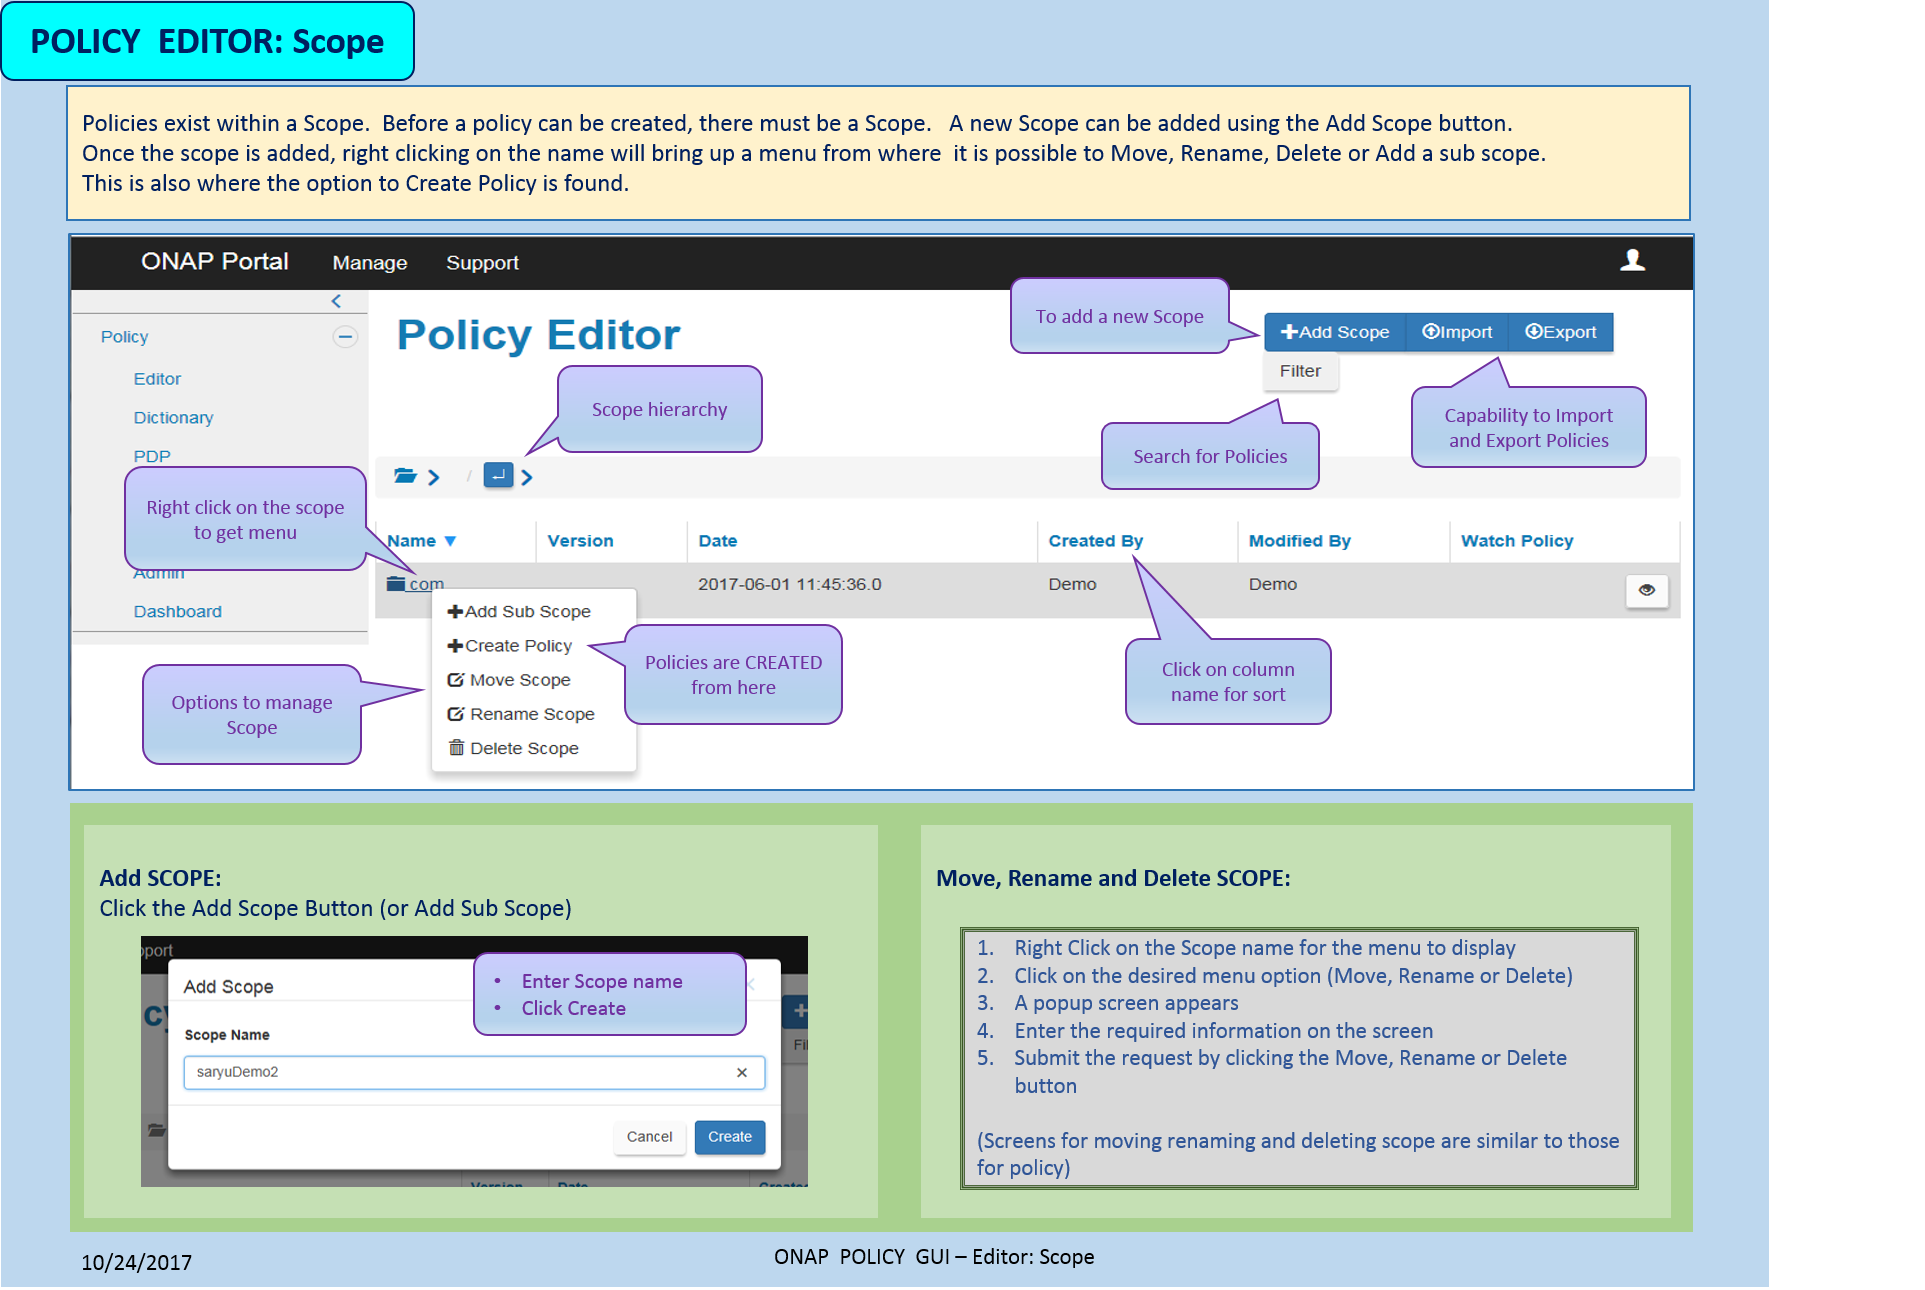 POLICY  EDITOR: Scope
Policies exist within a Scope.  Before a policy can be created, there must be a Scope.   A new Scope can be added using the Add Scope button.
Once the scope is added, right clicking on the name will bring up a menu from where  it is possible to Move, Rename, Delete or Add a sub scope.
This is also where the option to Create Policy is found.
ONAP Portal
Manage
Support
Policy
Editor
Dictionary
PDP
Admin
Dashboard
Policy Editor
To add a new Scope
Add Scope
Import
Export
Filter
Scope hierarchy
Search for Policies
Capability to Import
and Export Policies
/
Right click on the scope
to get menu
Name
Version
Date
Created By
Modified By
Watch Policy
com
2017-06-01 11:45:36.0
Demo
Demo
Add Sub Scope
Create Policy
Move Scope
Rename Scope
Delete Scope
Policies are CREATED
from here
Options to manage
Scope
Click on column
name for sort
Add SCOPE:
Click the Add Scope Button (or Add Sub Scope)
pport
Add Scope
• Enter Scope name
• Click Create
Scope Name
saryuDemo2
Cancel
Create
cy
Fil
Version
Date
Created
Move, Rename and Delete SCOPE:
1. Right Click on the Scope name for the menu to display
2. Click on the desired menu option (Move, Rename or Delete)
3. A popup screen appears
4. Enter the required information on the screen
5. Submit the request by clicking the Move, Rename or Delete
button
(Screens for moving renaming and deleting scope are similar to those
for policy)
10/24/2017
ONAP  POLICY  GUI – Editor: Scope